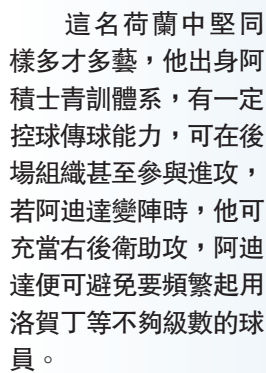 這名荷蘭中堅同
樣多才多藝，他出身阿
積士青訓體系，有一定
控球傳球能力，可在後
場組織甚至參與進攻，
若阿迪達變陣時，他可
充當右後衛助攻，阿迪
達便可避免要頻繁起用
洛賀丁等不夠級數的球
員。